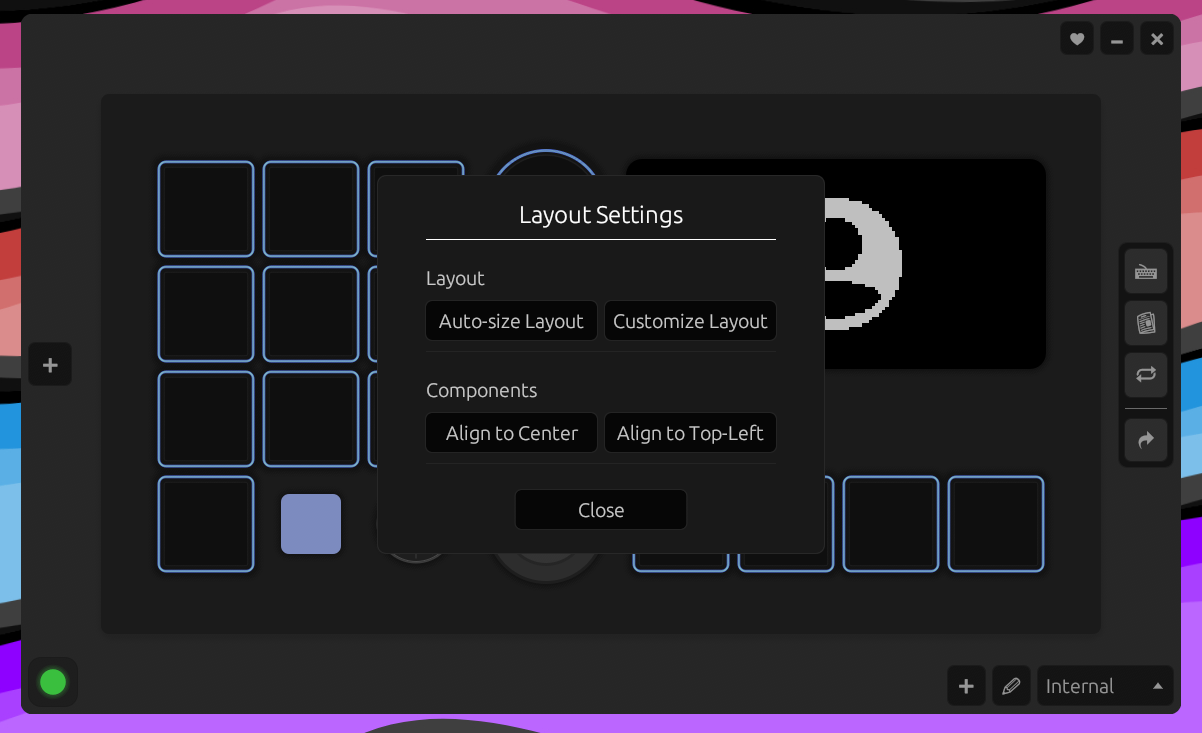 Layout Settings
Layout
Auto-size Layout
Customize Layout
Components
Align to Center
Align to Top-Left
Close
Internal